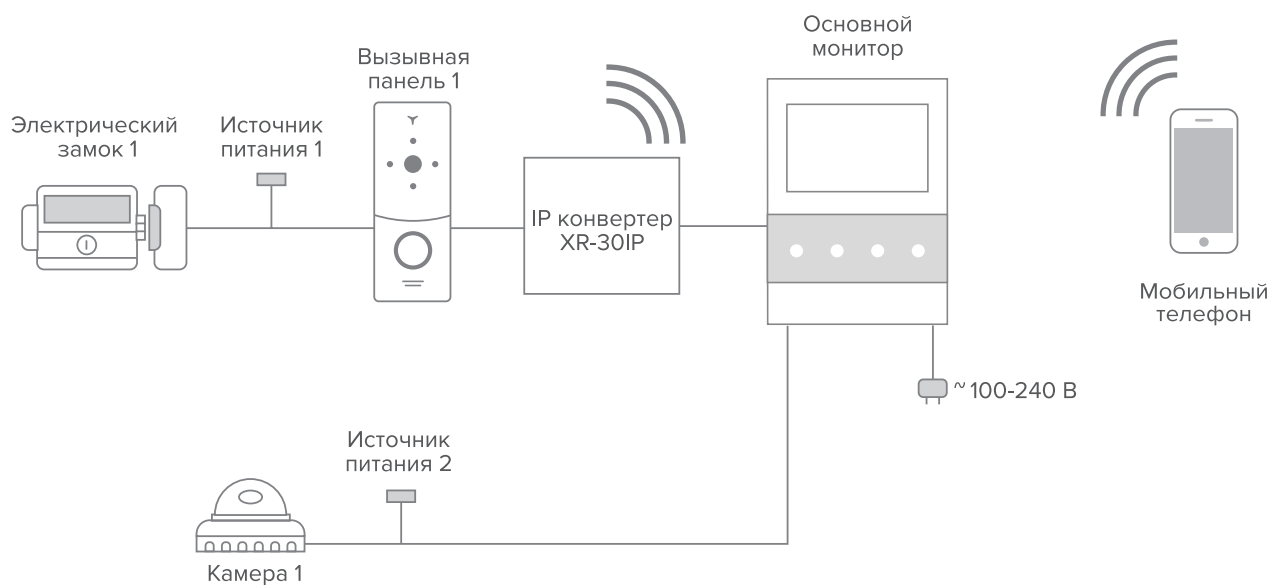 Основной
монитор
Вызывная
панель 1
Электрический
замок 1
Источник
питания 1
IP конвертер
XR-30IP
Мобильный
телефон
~100-240 В
Источник
питания 2
Камера 1